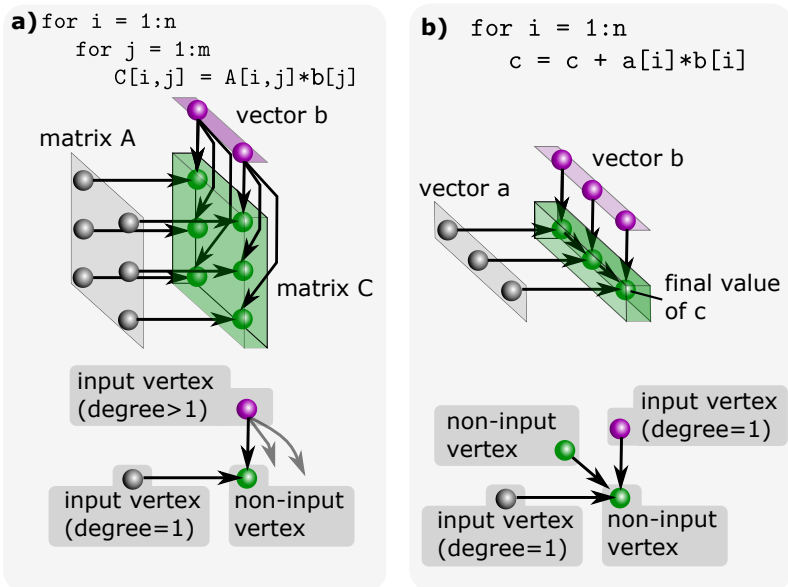 a) for i = 1:n
for j = 1:m
C[i,j] = A[i,j]*b[j]
vector b
matrix A
matrix C
input vertex
(degree>1)
input vertex
(degree=1)
non-input
vertex
b) for i = 1:n
c = c + a[i]*b[i]
vector b
vector a
final value
of c
input vertex
(degree=1)
non-input
vertex
input vertex
(degree=1)
non-input
vertex